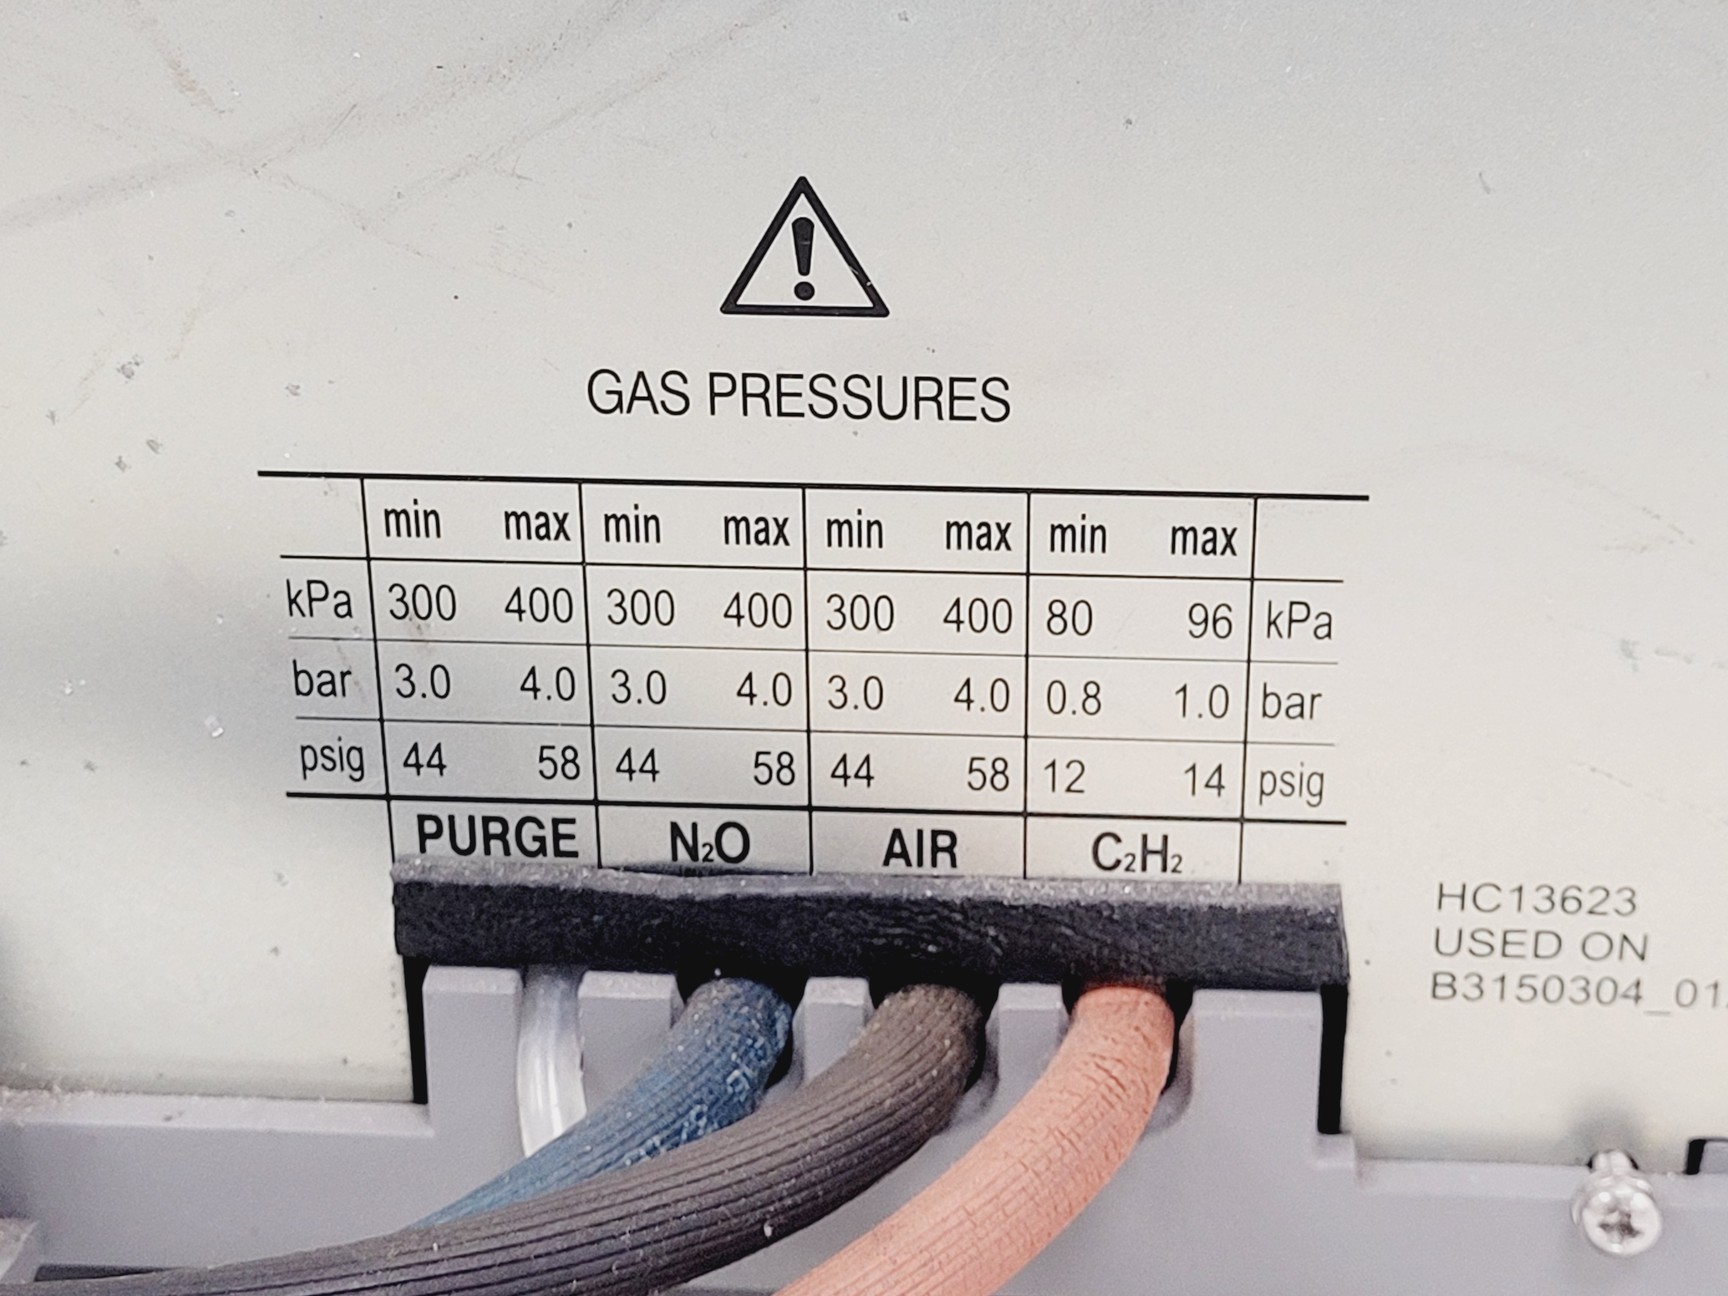 GAS PRESSURES
min max min max min max min max
kPa 300 400 300 400 300 400 80 96 kPa
bar 3.0 4.0 3.0 4.0 3.0 4.0 0.8 1.0 bar
psig 44 58 44 58 44 58 12 14 psig
PURGE N₂O AIR C₂H₂
HC13623
USED ON
B3150304_01